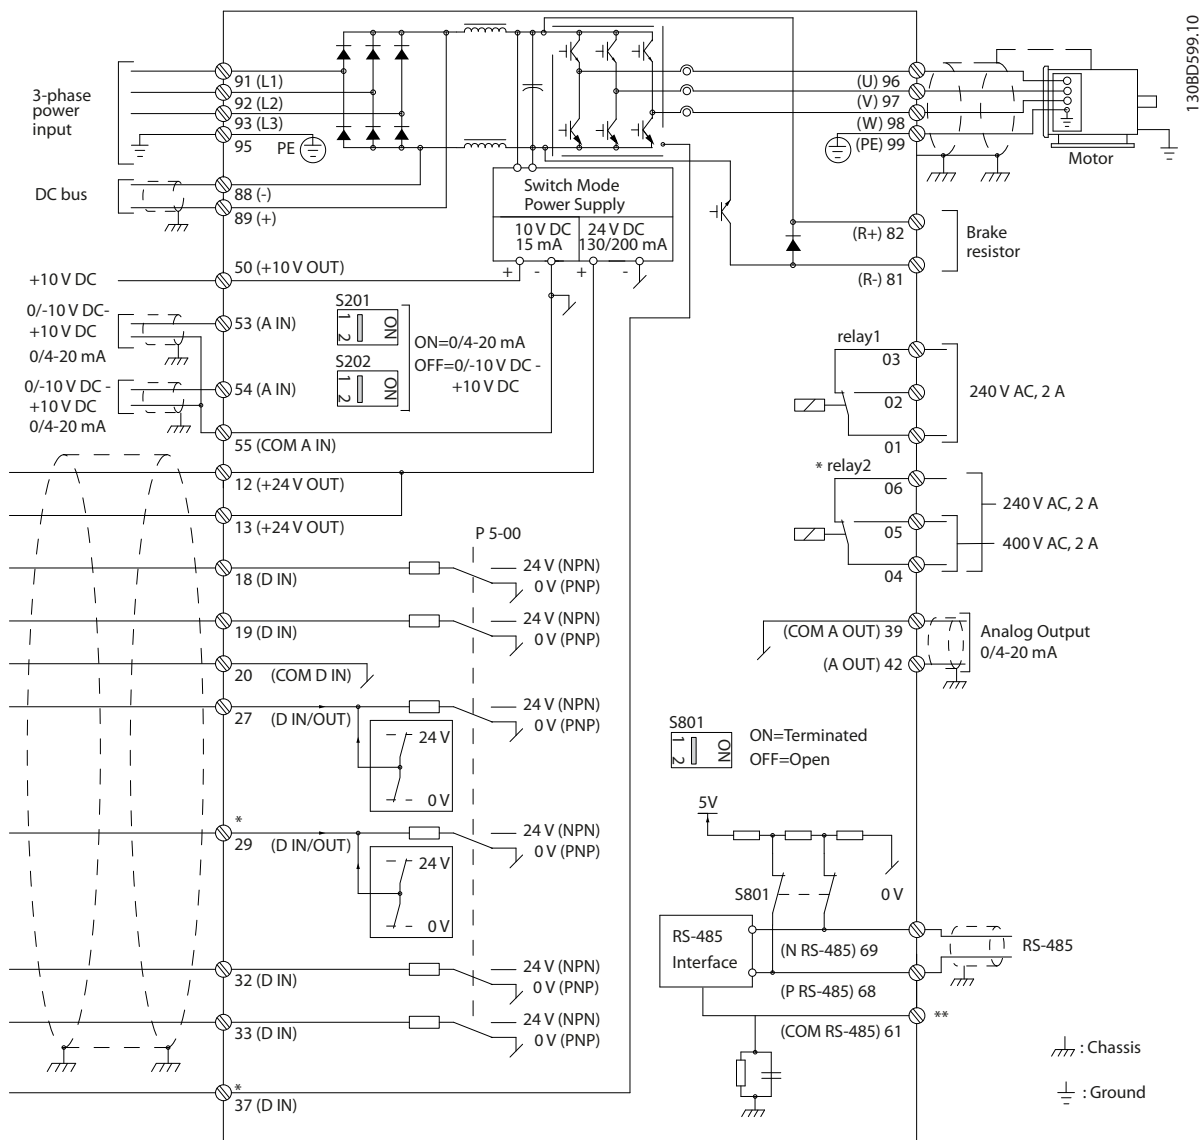 130BD599.10
3-phase
power
input
91 (L1)
92 (L2)
93 (L3)
95
PE
DC bus
88 (-)
89 (+)
Switch Mode
Power Supply
10 V DC
15 mA
24 V DC
130/200 mA
+
-
+
-
(U) 96
(V) 97
(W) 98
(PE) 99
Motor
(R+) 82
(R-) 81
Brake
resistor
+10 V DC
50 (+10 V OUT)
0/-10 V DC-
+10 V DC
0/4-20 mA
53 (A IN)
0/-10 V DC -
+10 V DC
0/4-20 mA
54 (A IN)
55 (COM A IN)
S201
1
2
ON
S202
1
2
ON
ON=0/4-20 mA
OFF=0/-10 V DC -
+10 V DC
relay1
03
02
01
240 V AC, 2 A
* relay2
06
05
04
240 V AC, 2 A
400 V AC, 2 A
12 (+24 V OUT)
13 (+24 V OUT)
P 5-00
18 (D IN)
24 V (NPN)
0 V (PNP)
19 (D IN)
24 V (NPN)
0 V (PNP)
20 (COM D IN)
27 (D IN/OUT)
24 V (NPN)
0 V (PNP)
24 V
0 V
*
29 (D IN/OUT)
24 V (NPN)
0 V (PNP)
24 V
0 V
32 (D IN)
24 V (NPN)
0 V (PNP)
33 (D IN)
24 V (NPN)
0 V (PNP)
*
37 (D IN)
(COM A OUT) 39
(A OUT) 42
Analog Output
0/4-20 mA
S801
1
2
ON
ON=Terminated
OFF=Open
5V
S801
0 V
RS-485
Interface
(N RS-485) 69
(P RS-485) 68
(COM RS-485) 61
RS-485
**
: Chassis
: Ground